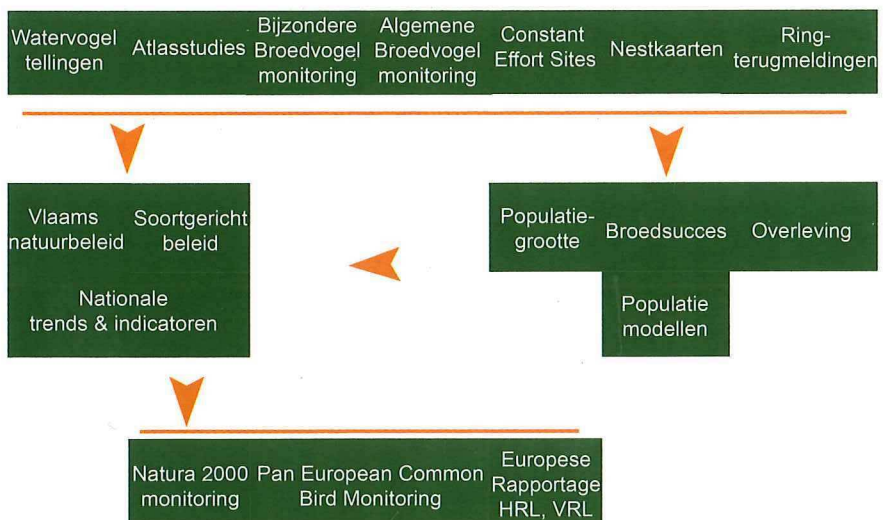 Watervogel
tellingen
Atlasstudies
Bijzondere
Broedvogel
monitoring
Algemene
Broedvogel
monitoring
Constant
Effort Sites
Nestkaarten
Ring-
terugmeldingen
Vlaams
natuurbeleid
Soortgericht
beleid
Nationale
trends & indicatoren
Populatie-
grootte
Broedsucces
Overleving
Populatie
modellen
Natura 2000
monitoring
Pan European Common
Bird Monitoring
Europese
Rapportage
HRL, VRL